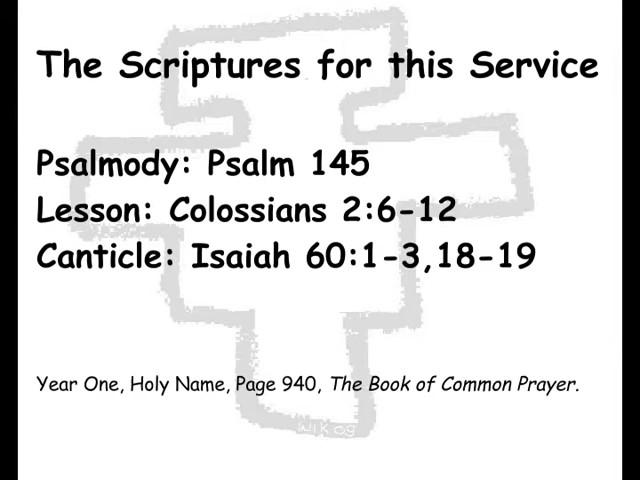 The Scriptures for this Service
Psalmody: Psalm 145
Lesson: Colossians 2:6-12
Canticle: Isaiah 60:1-3,18-19
Year One, Holy Name, Page 940, The Book of Common Prayer.